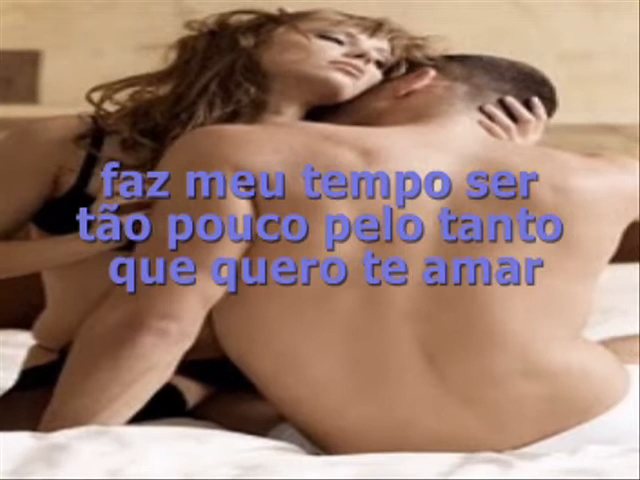 faz meu tempo ser
tão pouco pelo tanto
que quero te amar